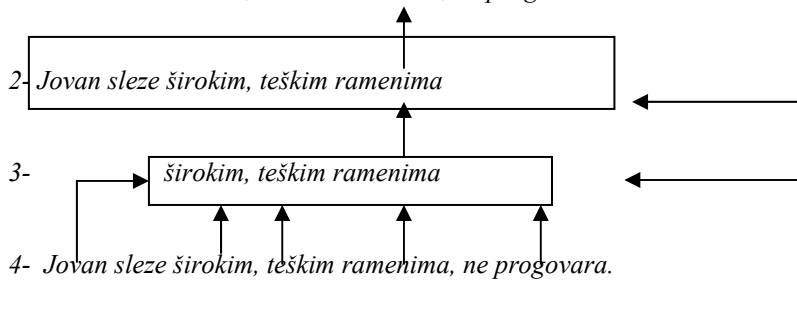 2- Jovan sleze širokim, teškim ramenima
3- širokim, teškim ramenima
4- Jovan sleze širokim, teškim ramenima, ne progovara.